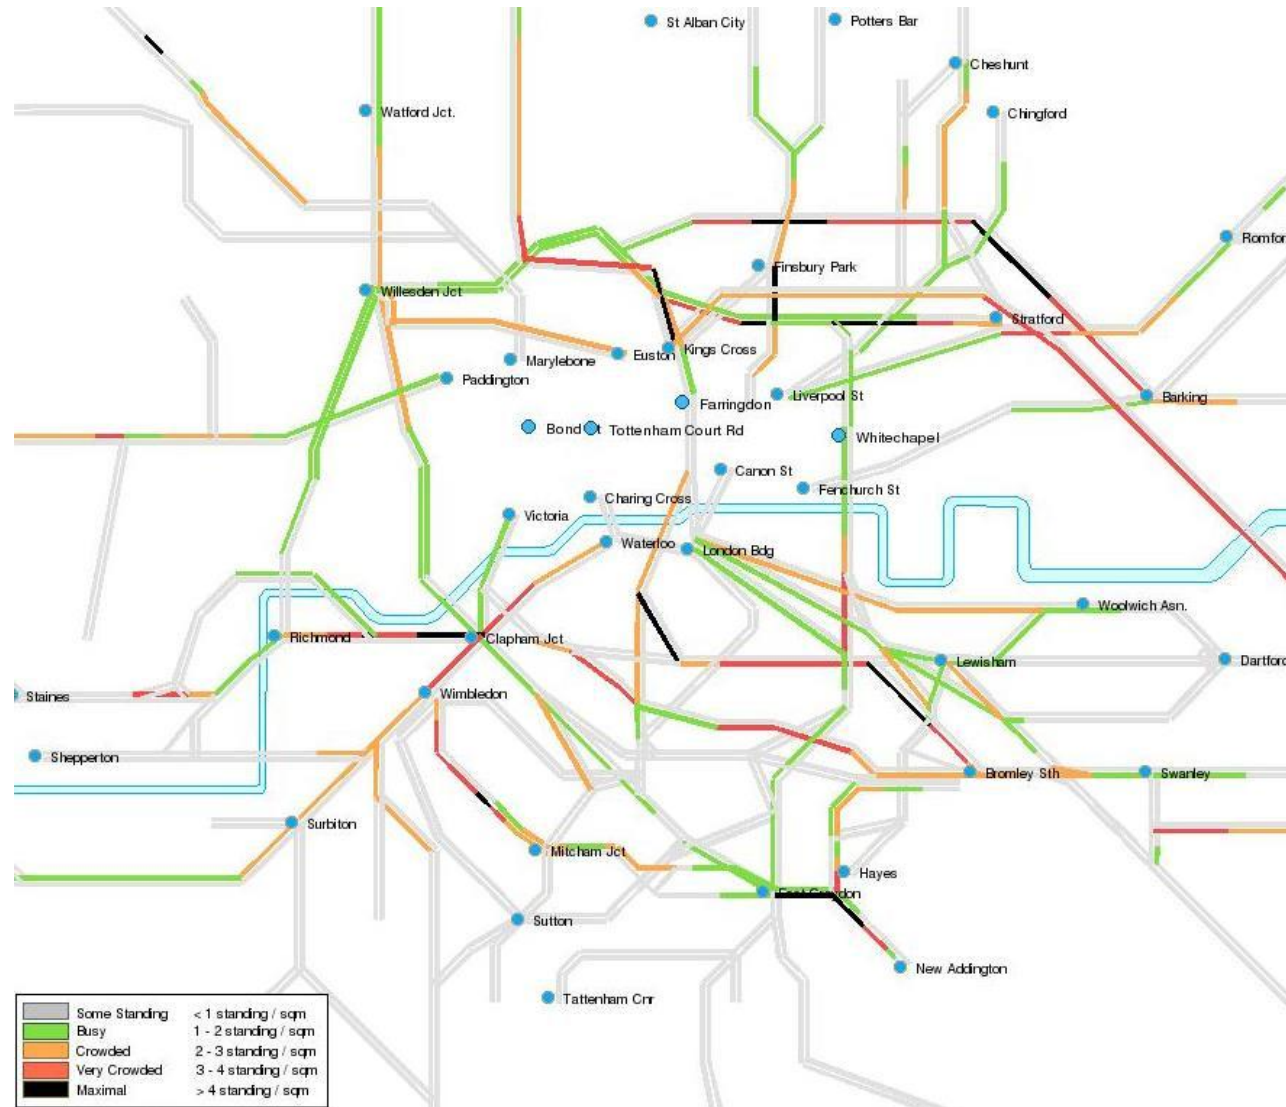 St Alban City
Potters Bar
Cheshunt
Watford Jct.
Chingford
Romfor
Finsbury Park
Willesden Jct
Stratford
Kings Cross
Euston
Marylebone
Paddington
Liverpool St
Barking
Farringdon
Bond
Tottenham Court Rd
Whitechapel
Canon St
Fenchurch St
Charing Cross
Victoria
Waterloo
London Bdg
Woolwich Asn.
Richmond
Clapham Jct
Lewisham
Dartford
Staines
Wimbledon
Shepperton
Bromley Sth
Swanley
Surbiton
Mitcham Jct
Hayes
East Croydon
Sutton
New Addington
Tattenham Cnr
Some Standing < 1 standing / sqm
Busy 1 - 2 standing / sqm
Crowded 2 - 3 standing / sqm
Very Crowded 3 - 4 standing / sqm
Maximal > 4 standing / sqm